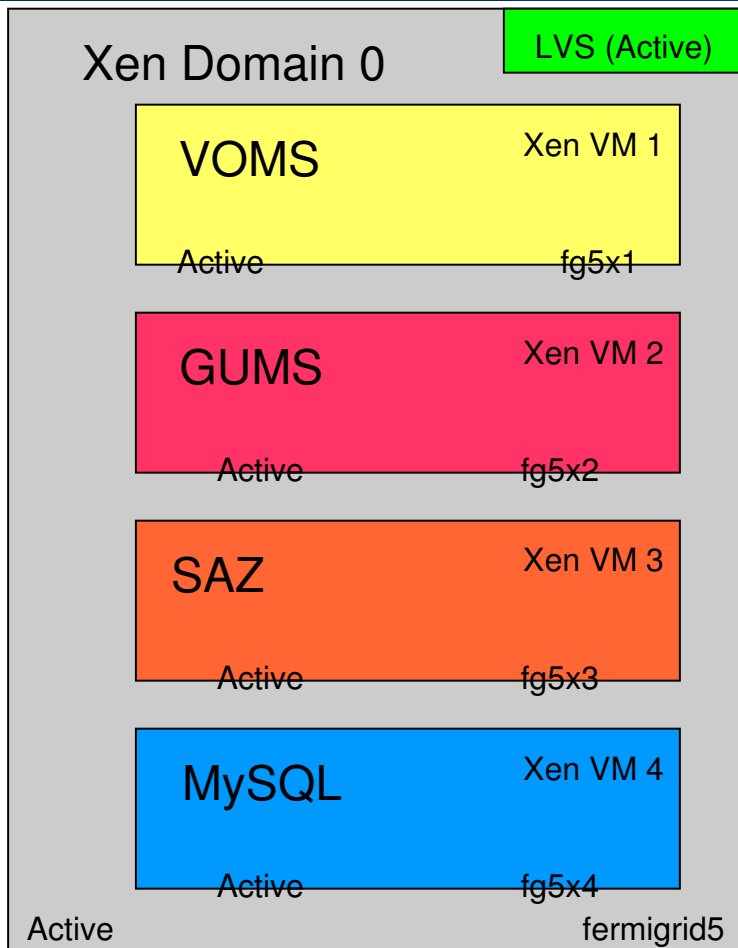 LVS (Active)
Xen Domain 0
VOMS Xen VM 1
Active fg5x1
GUMS Xen VM 2
Active fg5x2
SAZ Xen VM 3
Active fg5x3
MySQL Xen VM 4
Active fg5x4
Active fermigrid5